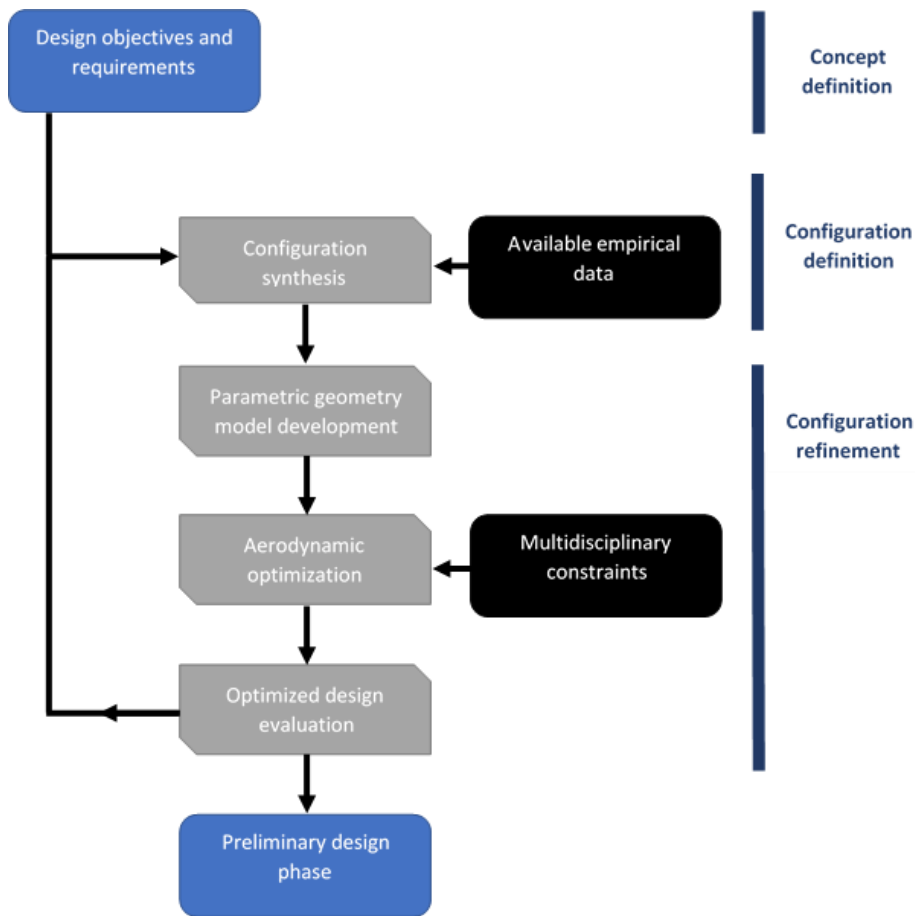 Design objectives and
requirements
Concept
definition
Configuration
synthesis
Available empirical
data
Configuration
definition
Parametric geometry
model development
Configuration
refinement
Aerodynamic
optimization
Multidisciplinary
constraints
Optimized design
evaluation
Preliminary design
phase